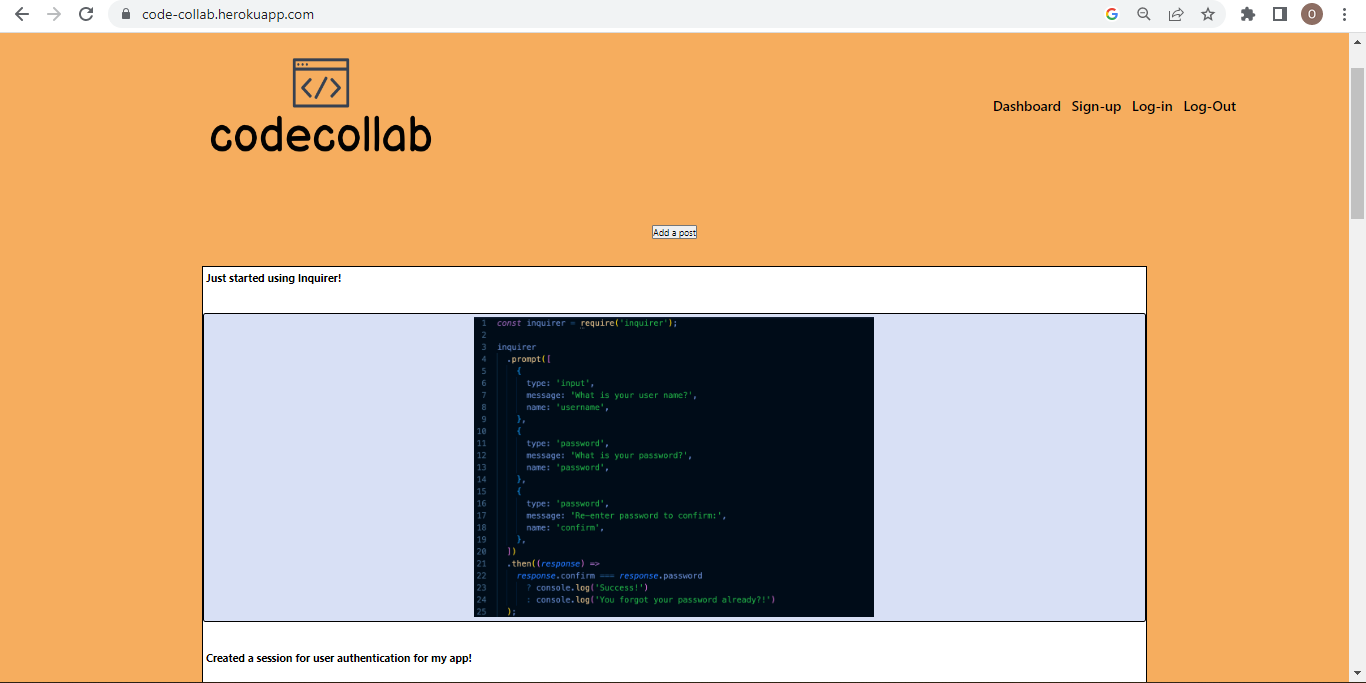 code-collab.herokuapp.com
O
</>
codecollab
Dashboard Sign-up Log-in Log-Out
Add a post
Just started using Inquirer!
1 const inquirer = require('inquirer');
2
3 inquirer
4 .prompt([
5 {
6 type: 'input',
7 message: 'What is your user name?',
8 name: 'username',
9 },
10 {
11 type: 'password',
12 message: 'What is your password?',
13 name: 'password',
14 },
15 {
16 type: 'password',
17 message: 'Re-enter password to confirm:',
18 name: 'confirm',
19 },
20 ])
21 .then((response) =>
22 response.confirm === response.password
23 ? console.log('Success!')
24 : console.log('You forgot your password already?!')
25 );
Created a session for user authentication for my app!